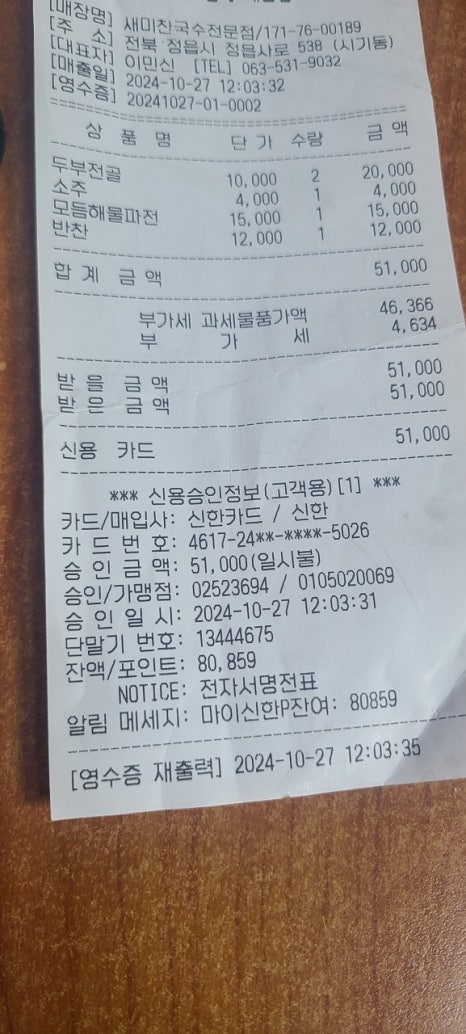 [매장명] 새미찬국수전문점/171-76-00189
[주 소] 전북 정읍시 정읍사로 538 (시기동)
[대표자] 이민신 [TEL] 063-531-9032
[매출일] 2024-10-27 12:03:32
[영수증] 20241027-01-0002
상 품 명 단 가 수량 금 액
두부전골 10,000 2 20,000
소주 4,000 1 4,000
모듬해물파전 15,000 1 15,000
반찬 12,000 1 12,000
합 계 금 액 51,000
부가세 과세물품가액 46,366
부 가 세 4,634
받 을 금 액 51,000
받 은 금 액 51,000
신용 카드 51,000
*** 신용승인정보(고객용)[1] ***
카드/매입사: 신한카드 / 신한
카 드 번 호: 4617-24**-****-5026
승 인 금 액: 51,000(일시불)
승인/가맹점: 02523694 / 0105020069
승 인 일 시: 2024-10-27 12:03:31
단말기 번호: 13444675
잔액/포인트: 80,859
NOTICE: 전자서명전표
알림 메세지: 마이신한P잔여: 80859
[영수증 재출력] 2024-10-27 12:03:35